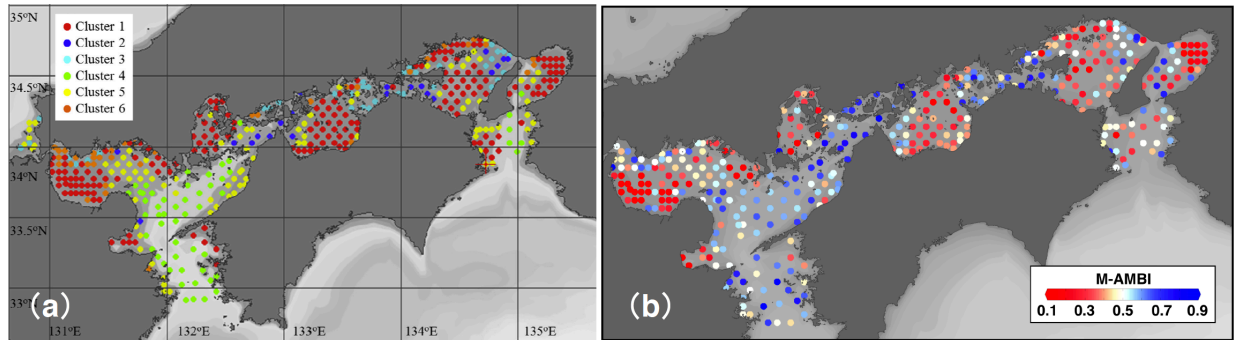 35°N
Cluster 1
Cluster 2
Cluster 3
Cluster 4
Cluster 5
Cluster 6
34.5°N
34°N
33.5°N
33°N
(a)
131°E
132°E
133°E
134°E
135°E
(b)
M-AMBI
0.1 0.3 0.5 0.7 0.9